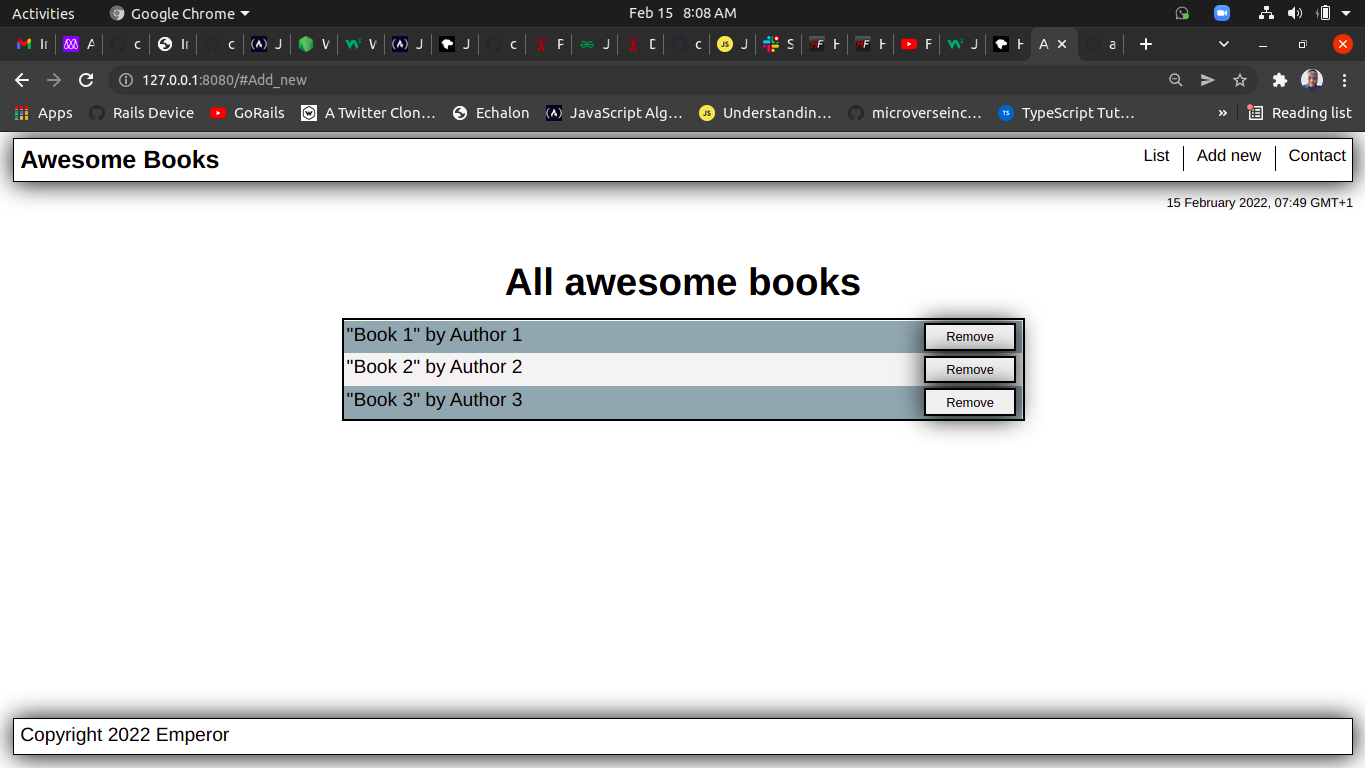 Activities Google Chrome Feb 15 8:08 AM
127.0.0.1:8080/#Add_new
Apps Rails Device GoRails A Twitter Clon… Echalon JavaScript Alg… Understandin… microverseinc… TypeScript Tut… » Reading list
Awesome Books List Add new Contact
15 February 2022, 07:49 GMT+1
All awesome books
"Book 1" by Author 1 Remove
"Book 2" by Author 2 Remove
"Book 3" by Author 3 Remove
Copyright 2022 Emperor